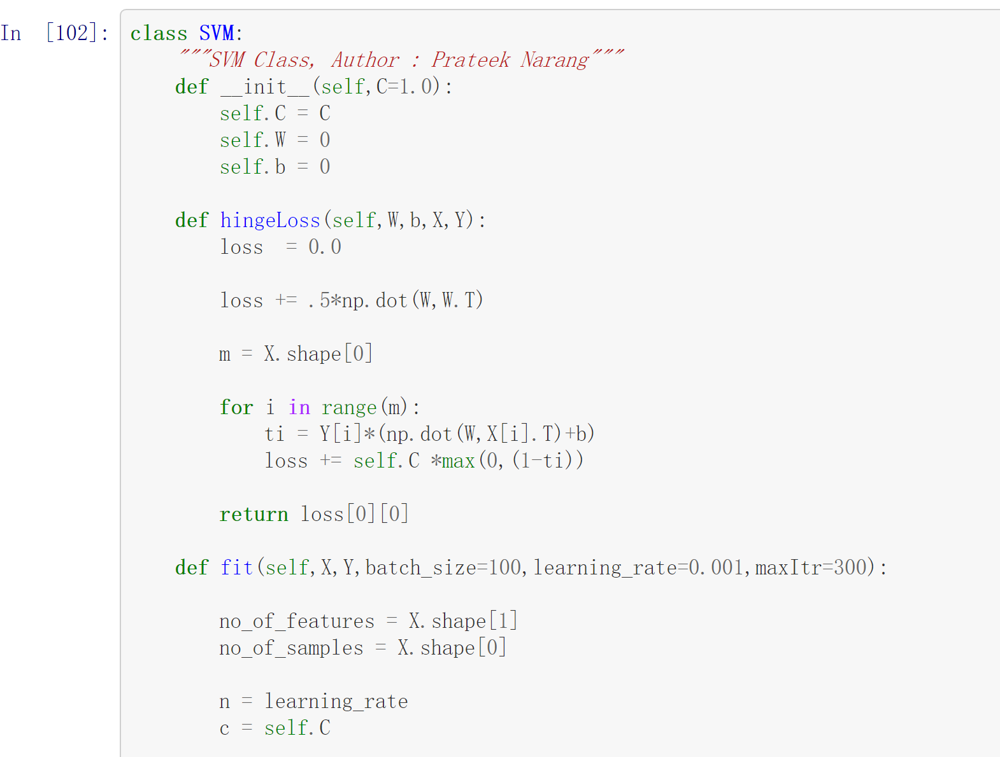 In [102]: class SVM:
    """SVM Class, Author : Prateek Narang"""
    def __init__(self,C=1.0):
        self.C = C
        self.W = 0
        self.b = 0

    def hingeLoss(self,W,b,X,Y):
        loss  = 0.0

        loss += .5*np.dot(W,W.T)

        m = X.shape[0]

        for i in range(m):
            ti = Y[i]*(np.dot(W,X[i].T)+b)
            loss += self.C *max(0,(1-ti))

        return loss[0][0]

    def fit(self,X,Y,batch_size=100,learning_rate=0.001,maxItr=300):

        no_of_features = X.shape[1]
        no_of_samples = X.shape[0]

        n = learning_rate
        c = self.C